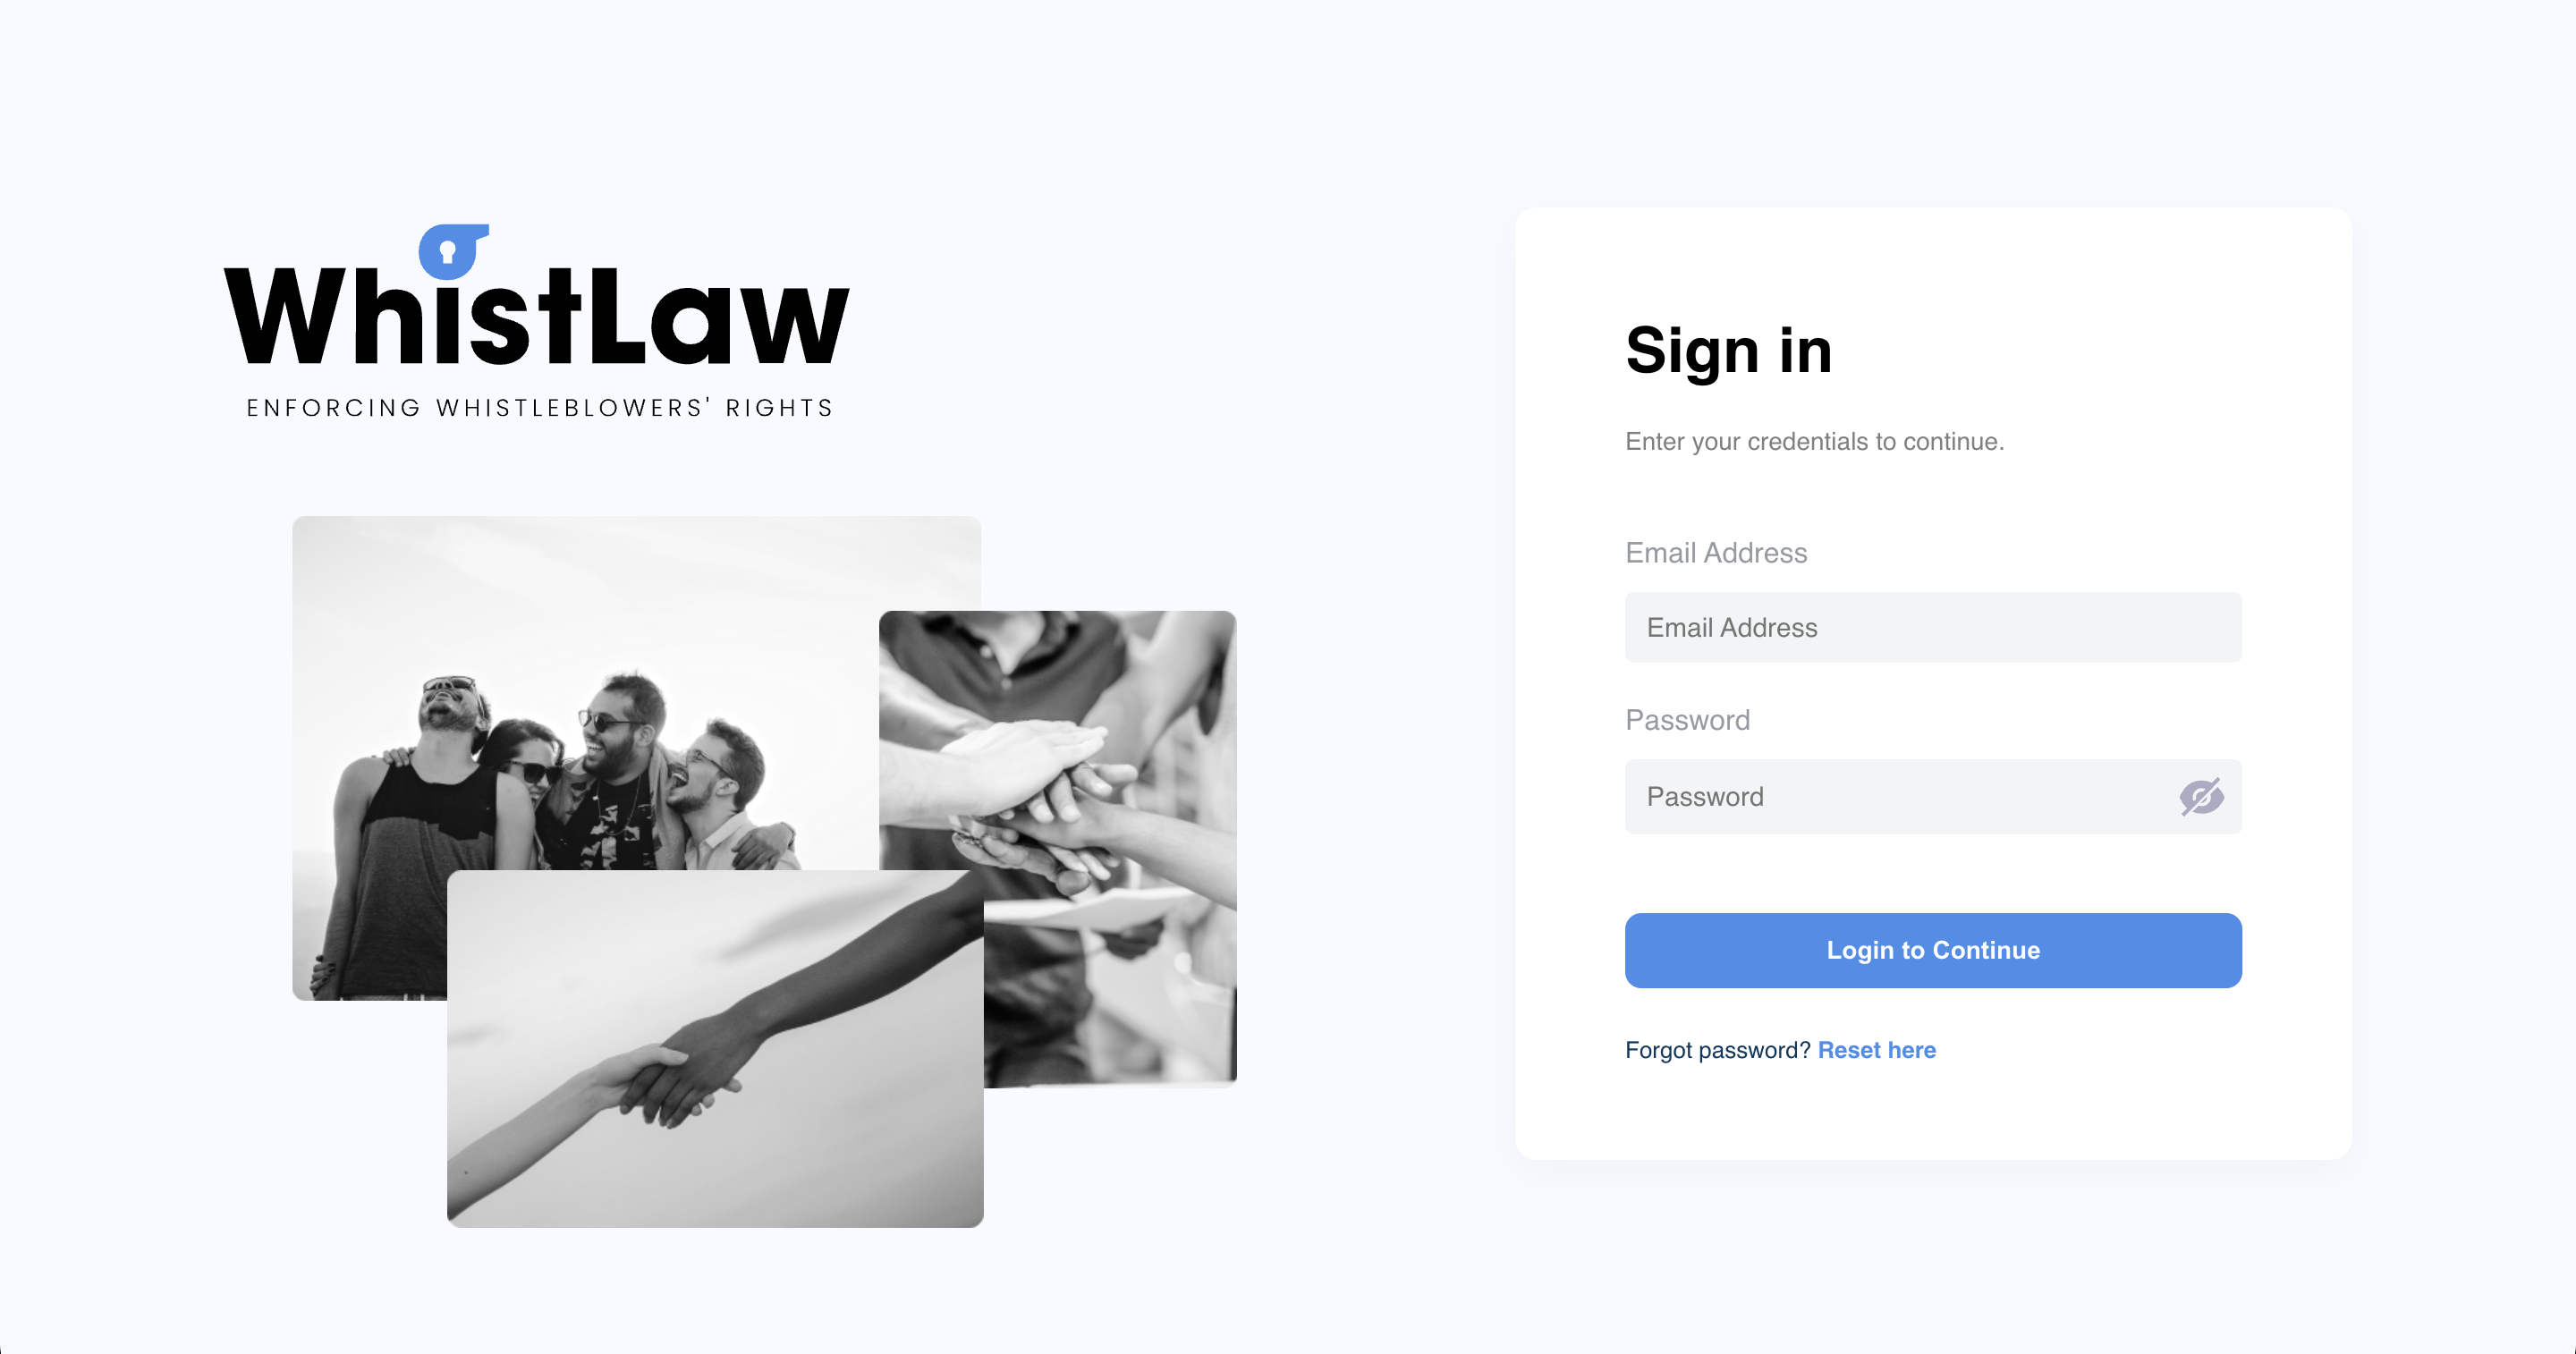 WhistLaw
ENFORCING WHISTLEBLOWERS' RIGHTS
Sign in
Enter your credentials to continue.
Email Address
Email Address
Password
Password
Login to Continue
Forgot password? Reset here